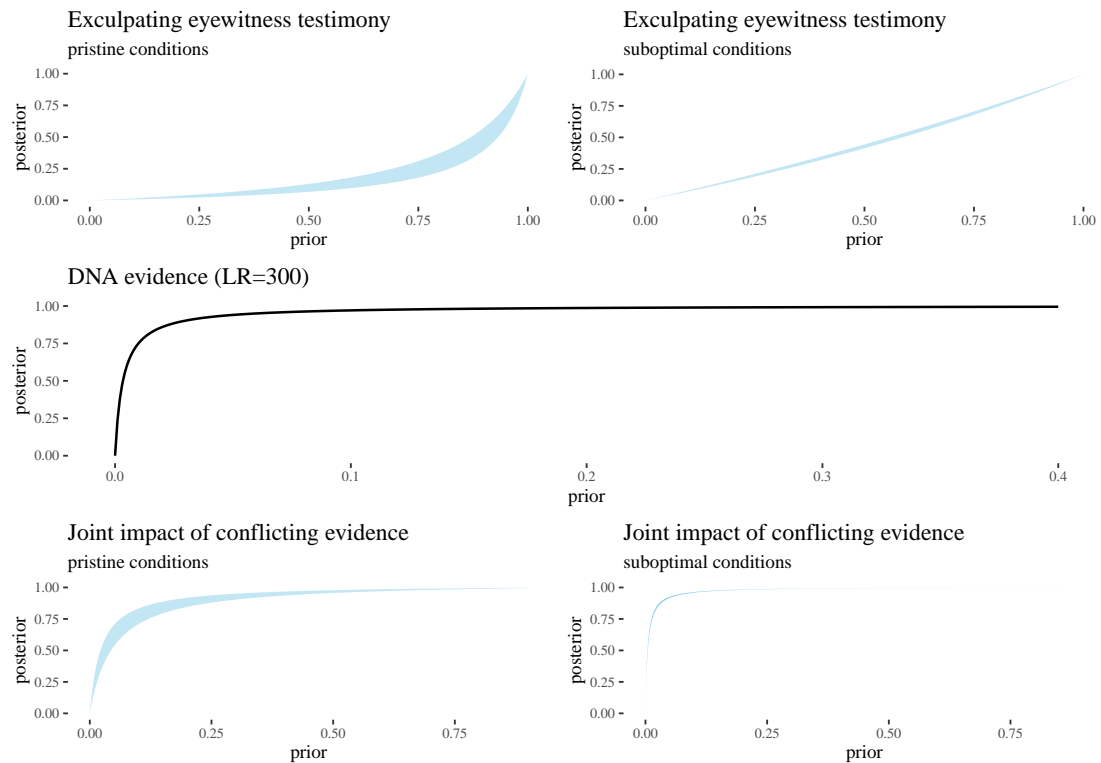 Exculpating eyewitness testimony
pristine conditions
1.00
0.75
0.50
0.25
0.00
posterior
0.00 0.25 0.50 0.75 1.00
prior
Exculpating eyewitness testimony
suboptimal conditions
1.00
0.75
0.50
0.25
0.00
posterior
0.00 0.25 0.50 0.75 1.00
prior
DNA evidence (LR=300)
1.00
0.75
0.50
0.25
0.00
posterior
0.0 0.1 0.2 0.3 0.4
prior
Joint impact of conflicting evidence
pristine conditions
1.00
0.75
0.50
0.25
0.00
posterior
0.00 0.25 0.50 0.75
prior
Joint impact of conflicting evidence
suboptimal conditions
1.00
0.75
0.50
0.25
0.00
posterior
0.00 0.25 0.50 0.75
prior